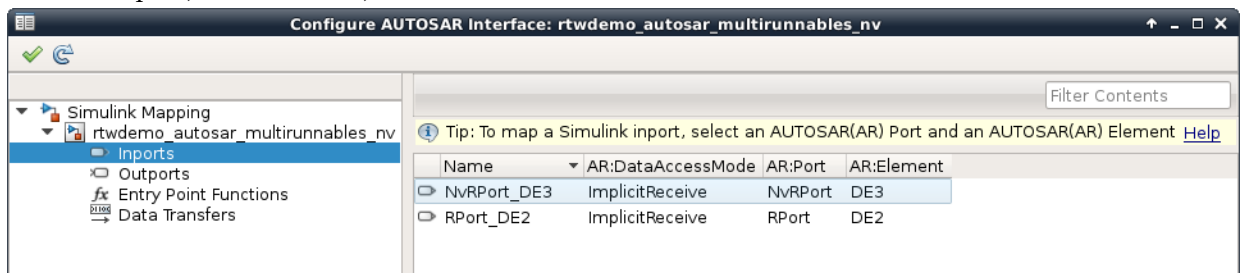 Configure AUTOSAR Interface: rtwdemo_autosar_multirunnables_nv
Filter Contents
Simulink Mapping
rtwdemo_autosar_multirunnables_nv
Inports
Outports
fx Entry Point Functions
Data Transfers
Tip: To map a Simulink inport, select an AUTOSAR(AR) Port and an AUTOSAR(AR) Element Help
Name AR:DataAccessMode AR:Port AR:Element
NvRPort_DE3 ImplicitReceive NvRPort DE3
RPort_DE2 ImplicitReceive RPort DE2